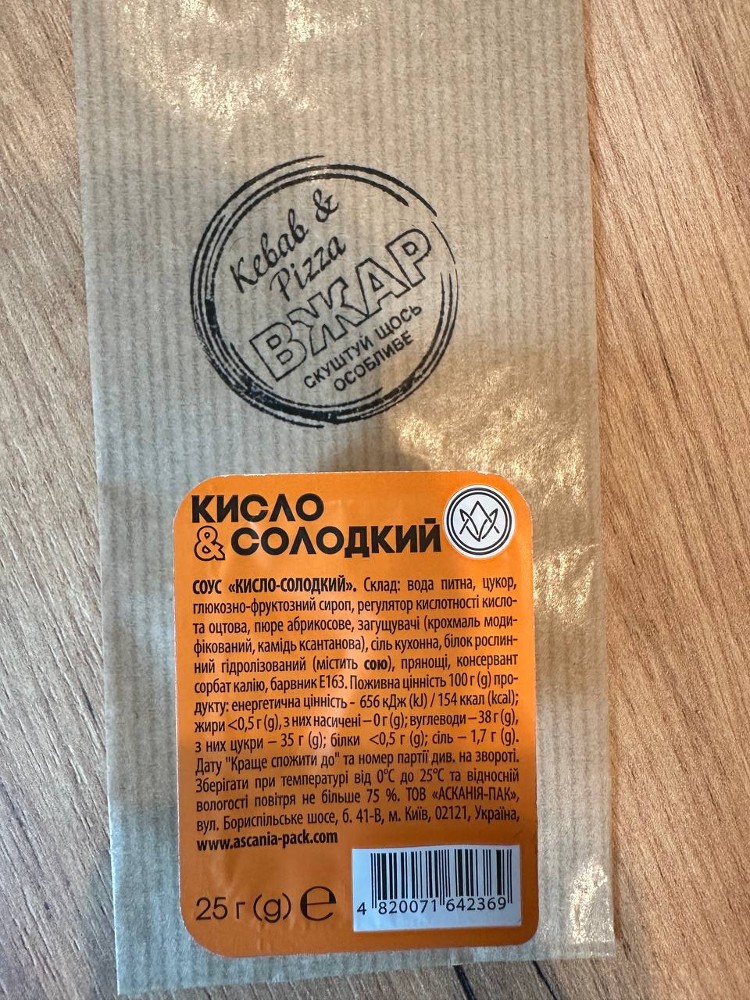 Kebab &
Pizza
ВЖАР
СКУШТУЙ ЩОСЬ
ОСОБЛИВЕ
КИСЛО
& СОЛОДКИЙ
СОУС «КИСЛО-СОЛОДКИЙ». Склад: вода питна, цукор,
глюкозно-фруктозний сироп, регулятор кислотності кисло-
та оцтова, пюре абрикосове, загущувачі (крохмаль моди-
фікований, камідь ксантанова), сіль кухонна, білок рослин-
ний гідролізований (містить сою), прянощі, консервант
сорбат калію, барвник Е163. Поживна цінність 100 г (g) про-
дукту: енергетична цінність - 656 кДж (kJ) / 154 ккал (kcal);
жири <0,5 г (g), з них насичені – 0 г (g); вуглеводи – 38 г (g),
з них цукри – 35 г (g); білки <0,5 г (g); сіль – 1,7 г (g).
Дату "Краще спожити до" та номер партії див. на звороті.
Зберігати при температурі від 0°С до 25°С та відносній
вологості повітря не більше 75 %. ТОВ «АСКАНІЯ-ПАК»,
вул. Бориспільське шосе, б. 41-В, м. Київ, 02121, Україна,
www.ascania-pack.com
25 г (g) ℮
4 820071 642369